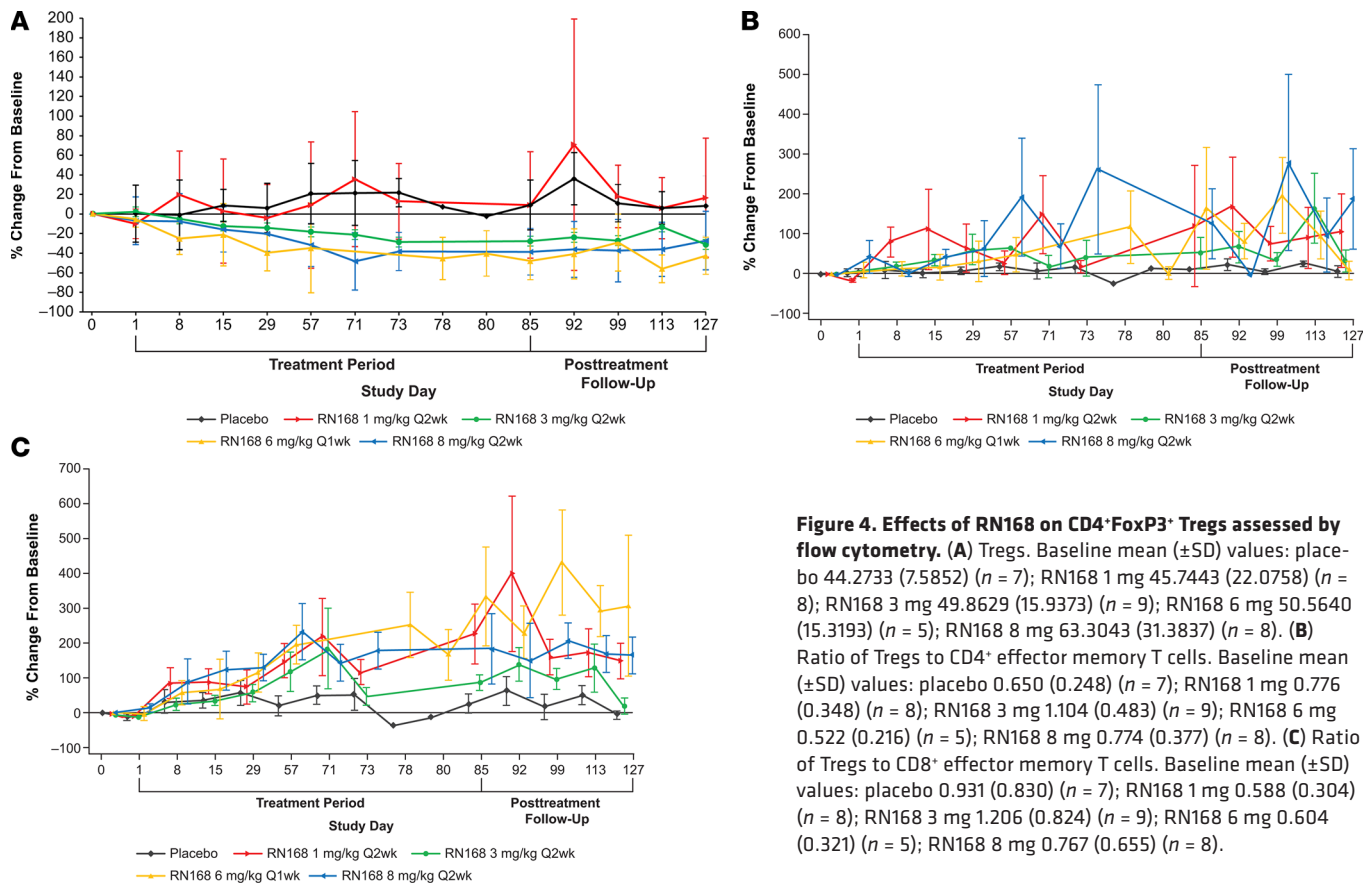 A
% Change From Baseline
200
180
160
140
120
100
80
60
40
20
0
−20
−40
−60
−80
−100
0 1 8 15 29 57 71 73 78 80 85 92 99 113 127
Treatment Period
Posttreatment
Follow-Up
Study Day
Placebo RN168 1 mg/kg Q2wk RN168 3 mg/kg Q2wk
RN168 6 mg/kg Q1wk RN168 8 mg/kg Q2wk
B
% Change From Baseline
600
500
400
300
200
100
0
−100
0 1 8 15 29 57 71 73 78 80 85 92 99 113 127
Treatment Period
Posttreatment
Follow-Up
Study Day
Placebo RN168 1 mg/kg Q2wk RN168 3 mg/kg Q2wk
RN168 6 mg/kg Q1wk RN168 8 mg/kg Q2wk
C
% Change From Baseline
700
600
500
400
300
200
100
0
−100
0 1 8 15 29 57 71 73 78 80 85 92 99 113 127
Treatment Period
Posttreatment
Follow-Up
Study Day
Placebo RN168 1 mg/kg Q2wk RN168 3 mg/kg Q2wk
RN168 6 mg/kg Q1wk RN168 8 mg/kg Q2wk
Figure 4. Effects of RN168 on CD4⁺FoxP3⁺ Tregs assessed by
flow cytometry. (A) Tregs. Baseline mean (±SD) values: place-
bo 44.2733 (7.5852) (n = 7); RN168 1 mg 45.7443 (22.0758) (n =
8); RN168 3 mg 49.8629 (15.9373) (n = 9); RN168 6 mg 50.5640
(15.3193) (n = 5); RN168 8 mg 63.3043 (31.3837) (n = 8). (B)
Ratio of Tregs to CD4⁺ effector memory T cells. Baseline mean
(±SD) values: placebo 0.650 (0.248) (n = 7); RN168 1 mg 0.776
(0.348) (n = 8); RN168 3 mg 1.104 (0.483) (n = 9); RN168 6 mg
0.522 (0.216) (n = 5); RN168 8 mg 0.774 (0.377) (n = 8). (C) Ratio
of Tregs to CD8⁺ effector memory T cells. Baseline mean (±SD)
values: placebo 0.931 (0.830) (n = 7); RN168 1 mg 0.588 (0.304)
(n = 8); RN168 3 mg 1.206 (0.824) (n = 9); RN168 6 mg 0.604
(0.321) (n = 5); RN168 8 mg 0.767 (0.655) (n = 8).